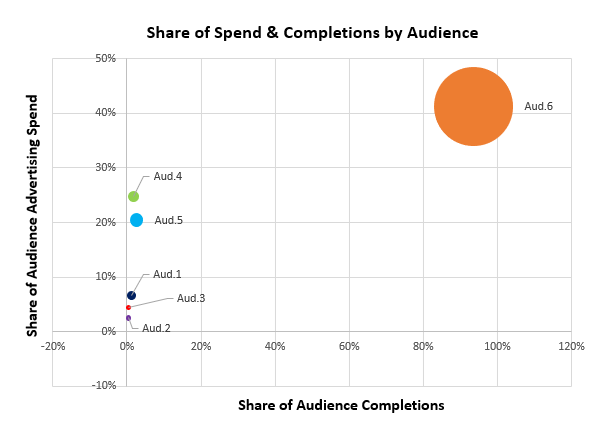 Share of Spend & Completions by Audience
50%
Aud.6
40%
30%
Aud.4
20%
Aud.5
10%
Aud.1
Aud.3
Aud.2
0%
-20%
0%
20%
40%
60%
80%
100%
120%
-10%
Share of Audience Advertising Spend
Share of Audience Completions